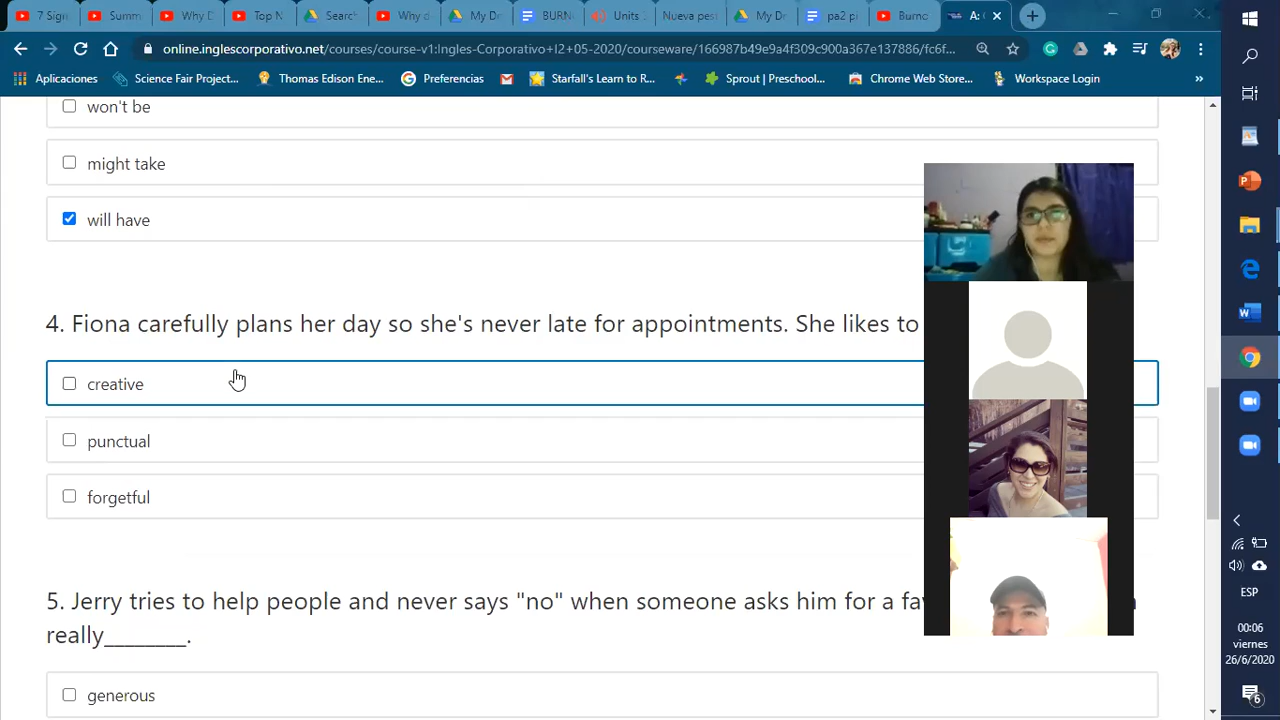 7 Sign
Summ
Why D
Top N
Search
Why d
My Dr
BURN
Units
Nueva pes
My Dr
pa2 p
Burno
A: C
online.inglescorporativo.net/courses/course-v1:Ingles-Corporativo+I2+05-2020/courseware/166987b49e9a4f309c900a367e137886/fc6f...
Aplicaciones
Science Fair Project...
Thomas Edison Ene...
Preferencias
Starfall's Learn to R...
Sprout | Preschool...
Chrome Web Store...
Workspace Login
»
won't be
might take
will have
4. Fiona carefully plans her day so she's never late for appointments. She likes to
creative
punctual
forgetful
5. Jerry tries to help people and never says "no" when someone asks him for a fav
really________.
generous
ESP
00:06
viernes
26/6/2020
6